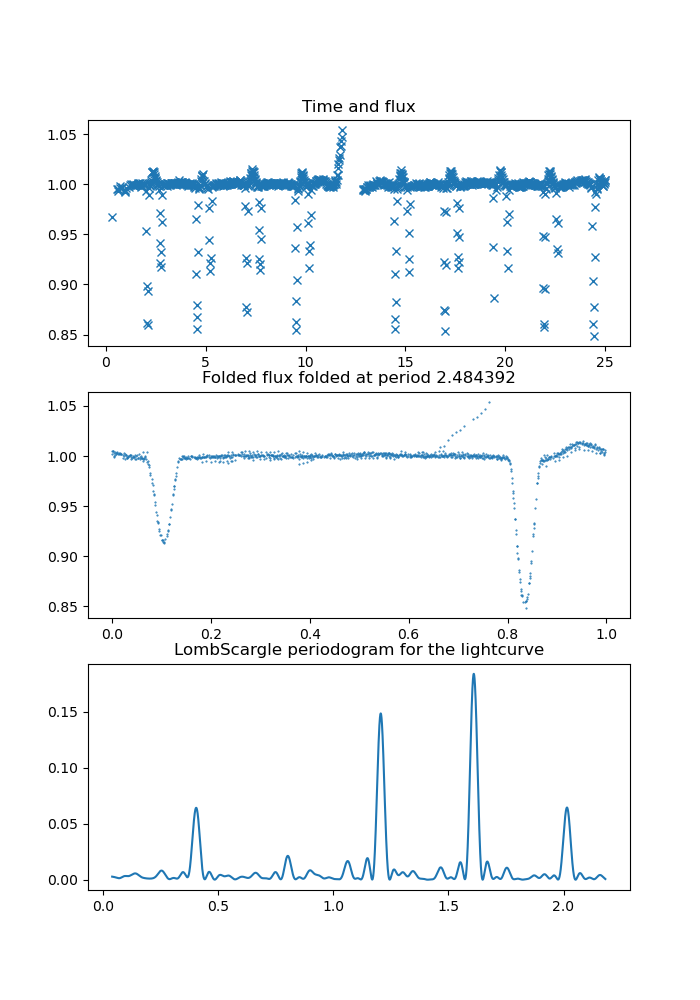 Time and flux
1.05
1.00
0.95
0.90
0.85
0 5 10 15 20 25
Folded flux folded at period 2.484392
1.05
1.00
0.95
0.90
0.85
0.0 0.2 0.4 0.6 0.8 1.0
LombScargle periodogram for the lightcurve
0.15
0.10
0.05
0.00
0.0 0.5 1.0 1.5 2.0